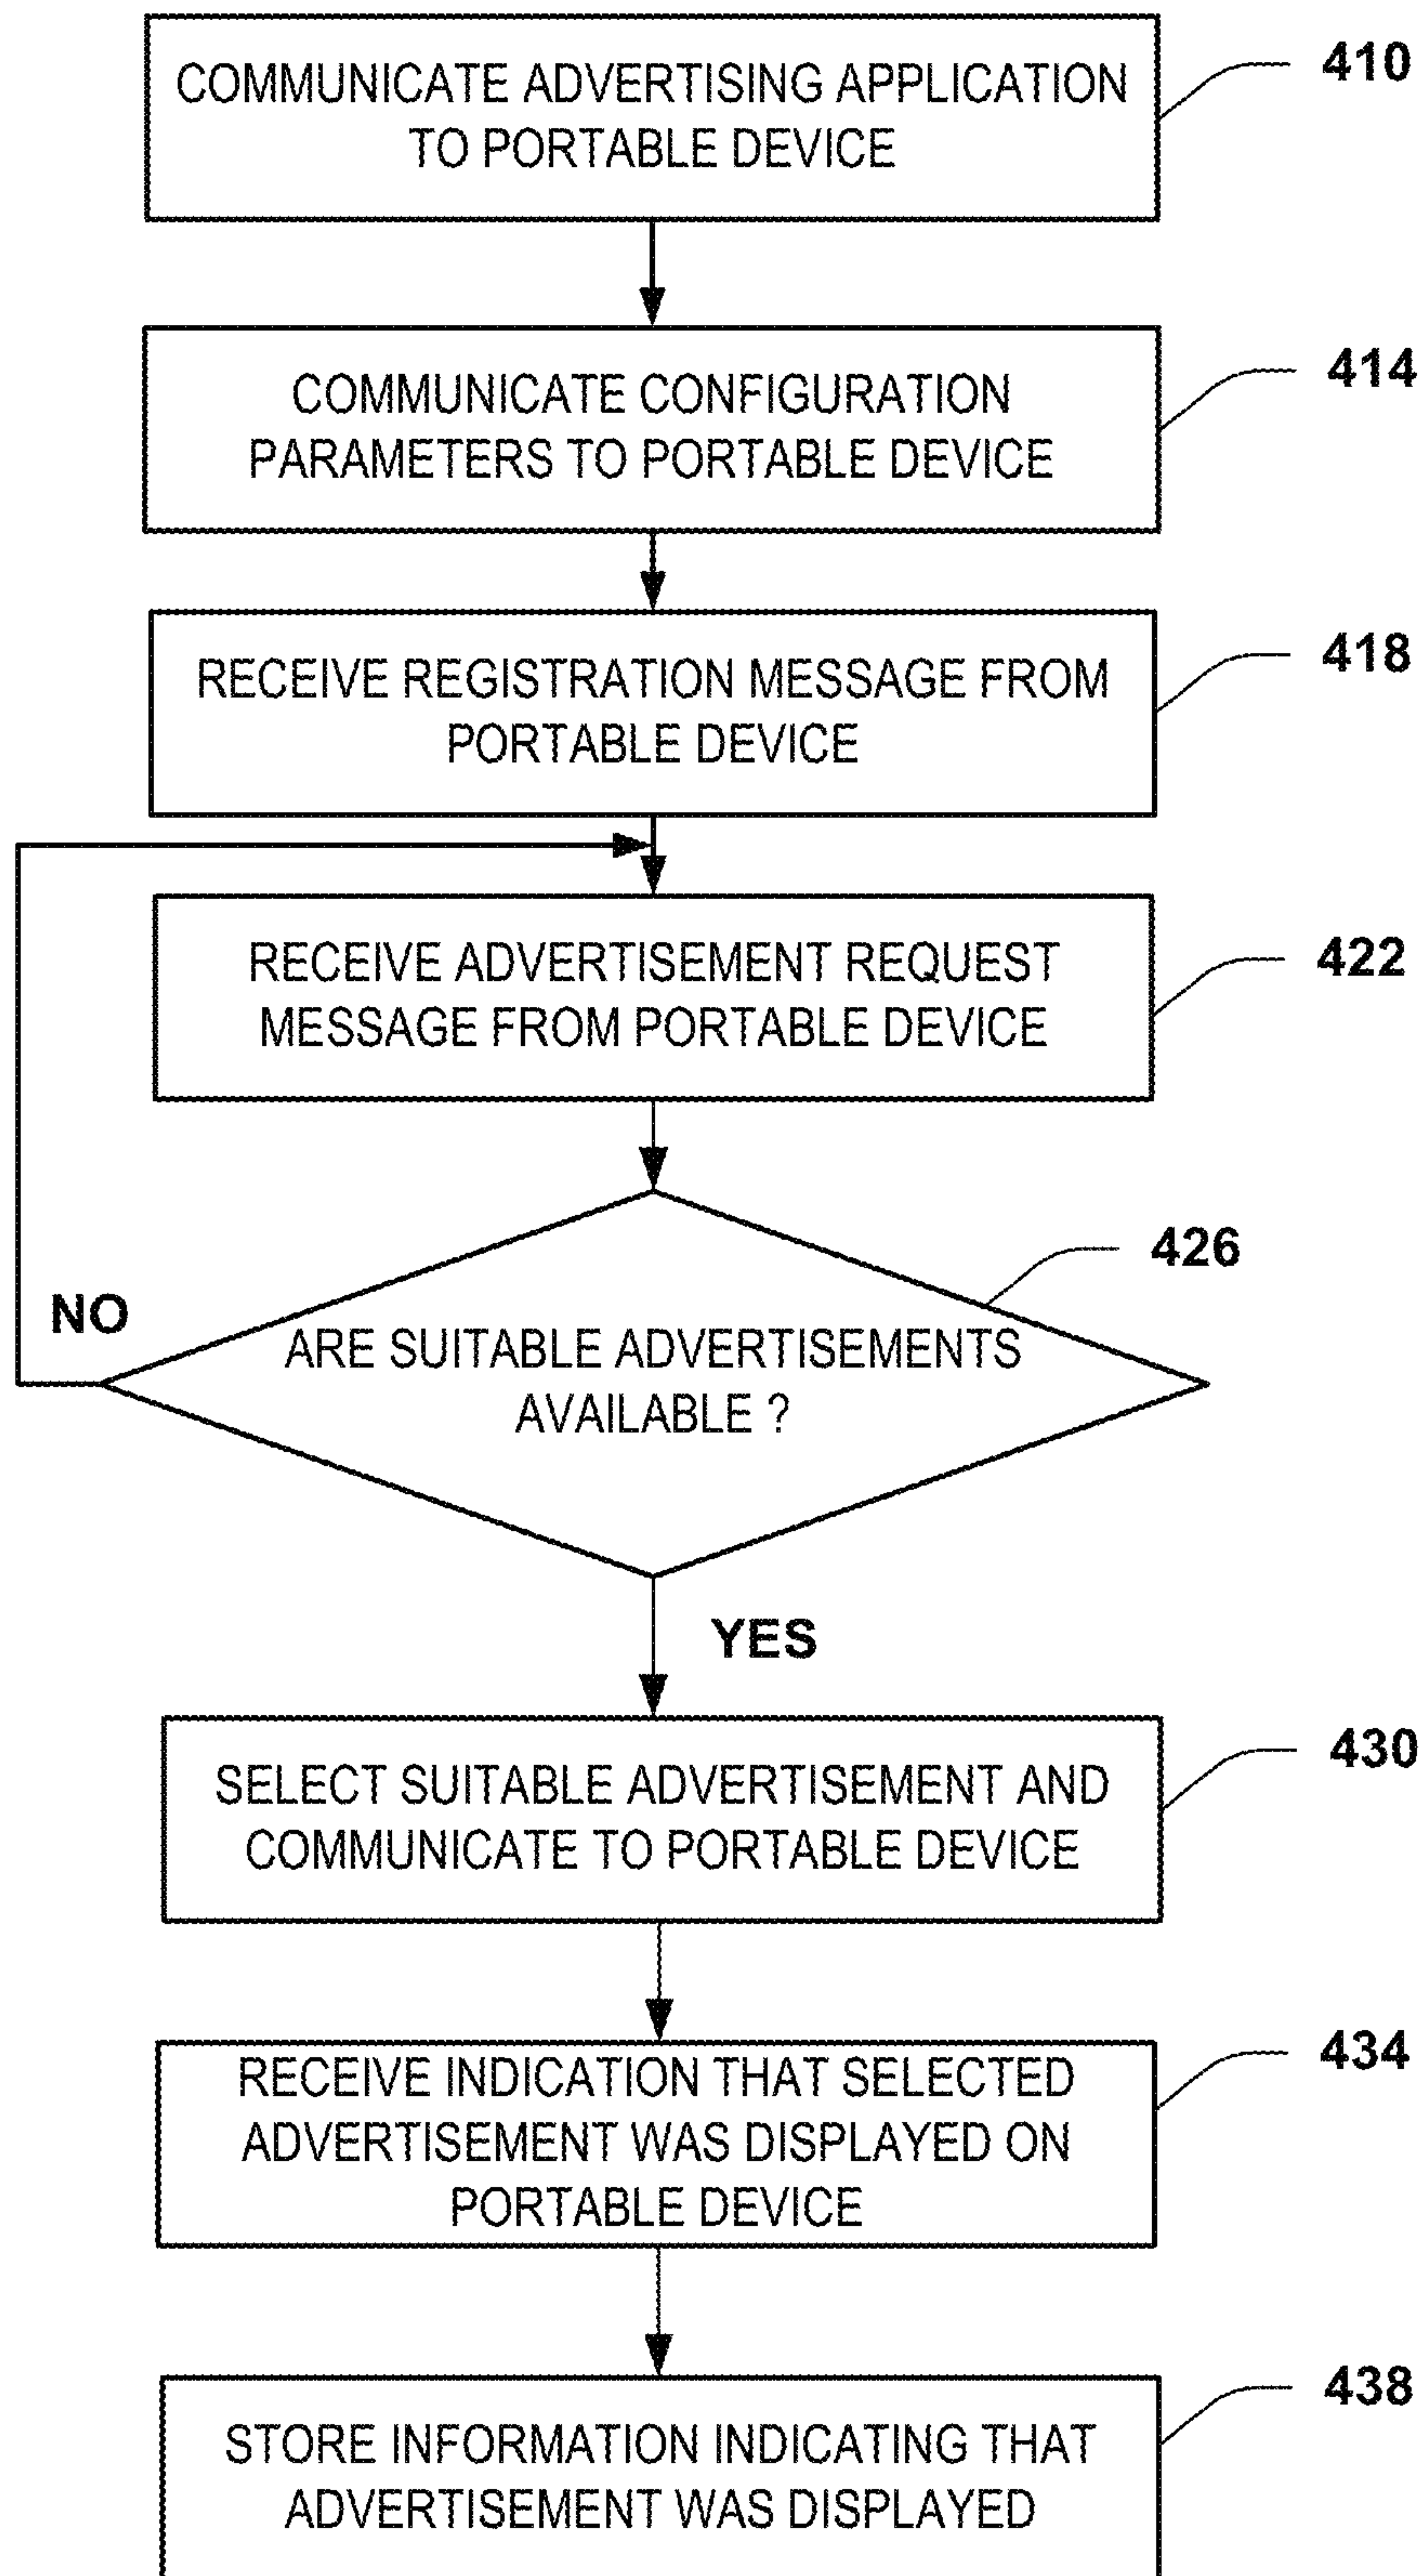 COMMUNICATE ADVERTISING APPLICATION
TO PORTABLE DEVICE
410
COMMUNICATE CONFIGURATION
PARAMETERS TO PORTABLE DEVICE
414
RECEIVE REGISTRATION MESSAGE FROM
PORTABLE DEVICE
418
RECEIVE ADVERTISEMENT REQUEST
MESSAGE FROM PORTABLE DEVICE
422
426
NO
ARE SUITABLE ADVERTISEMENTS
AVAILABLE ?
YES
SELECT SUITABLE ADVERTISEMENT AND
COMMUNICATE TO PORTABLE DEVICE
430
RECEIVE INDICATION THAT SELECTED
ADVERTISEMENT WAS DISPLAYED ON
PORTABLE DEVICE
434
STORE INFORMATION INDICATING THAT
ADVERTISEMENT WAS DISPLAYED
438